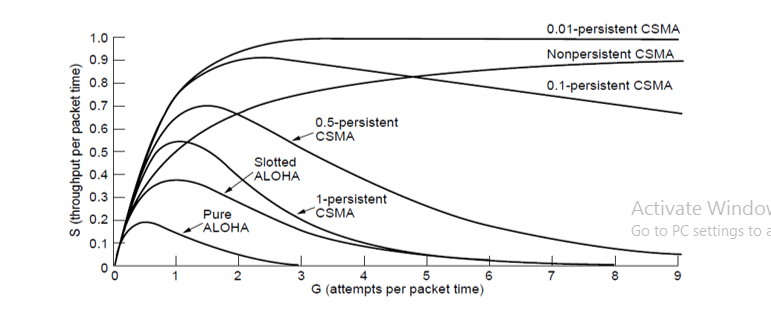 0.01-persistent CSMA
Nonpersistent CSMA
0.1-persistent CSMA
0.5-persistent
CSMA
Slotted
ALOHA
1-persistent
CSMA
Pure
ALOHA
S (throughput per packet time)
1.0
0.9
0.8
0.7
0.6
0.5
0.4
0.3
0.2
0.1
0
0 1 2 3 4 5 6 7 8 9
G (attempts per packet time)
Activate Window
Go to PC settings to a